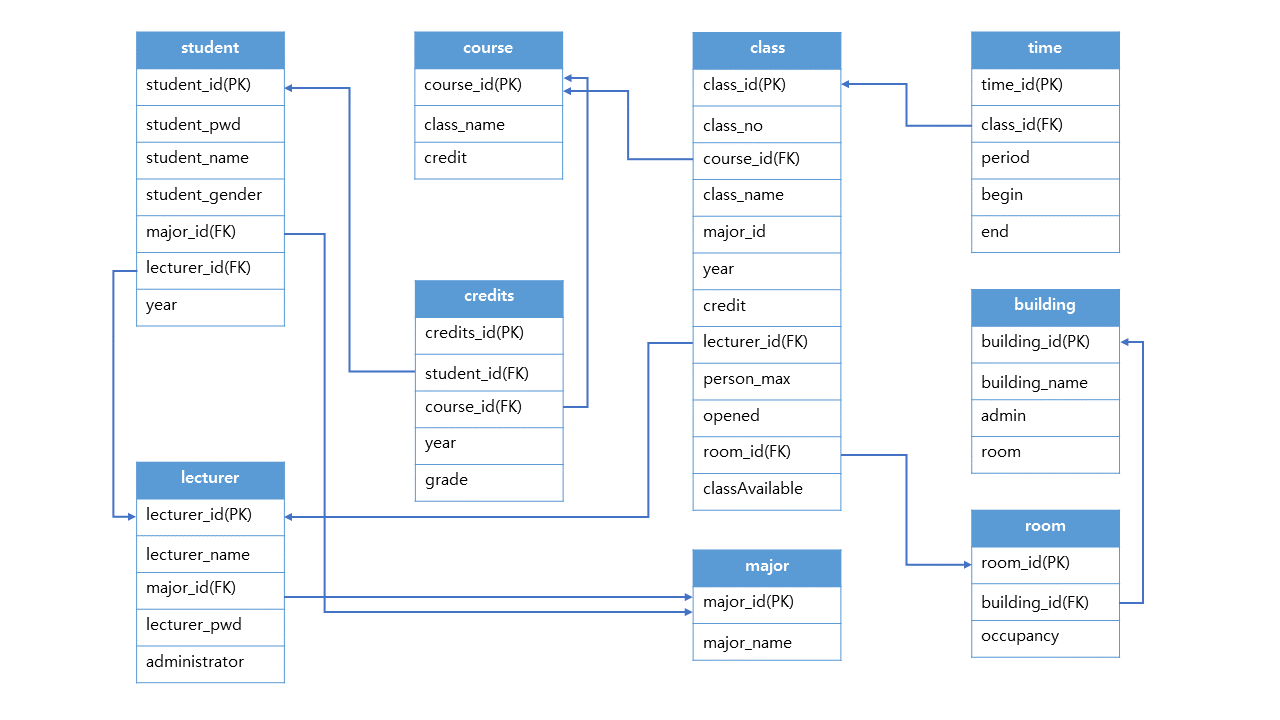 student
student_id(PK)
student_pwd
student_name
student_gender
major_id(FK)
lecturer_id(FK)
year
course
course_id(PK)
class_name
credit
class
class_id(PK)
class_no
course_id(FK)
class_name
major_id
year
credit
lecturer_id(FK)
person_max
opened
room_id(FK)
classAvailable
time
time_id(PK)
class_id(FK)
period
begin
end
credits
credits_id(PK)
student_id(FK)
course_id(FK)
year
grade
building
building_id(PK)
building_name
admin
room
lecturer
lecturer_id(PK)
lecturer_name
major_id(FK)
lecturer_pwd
administrator
major
major_id(PK)
major_name
room
room_id(PK)
building_id(FK)
occupancy